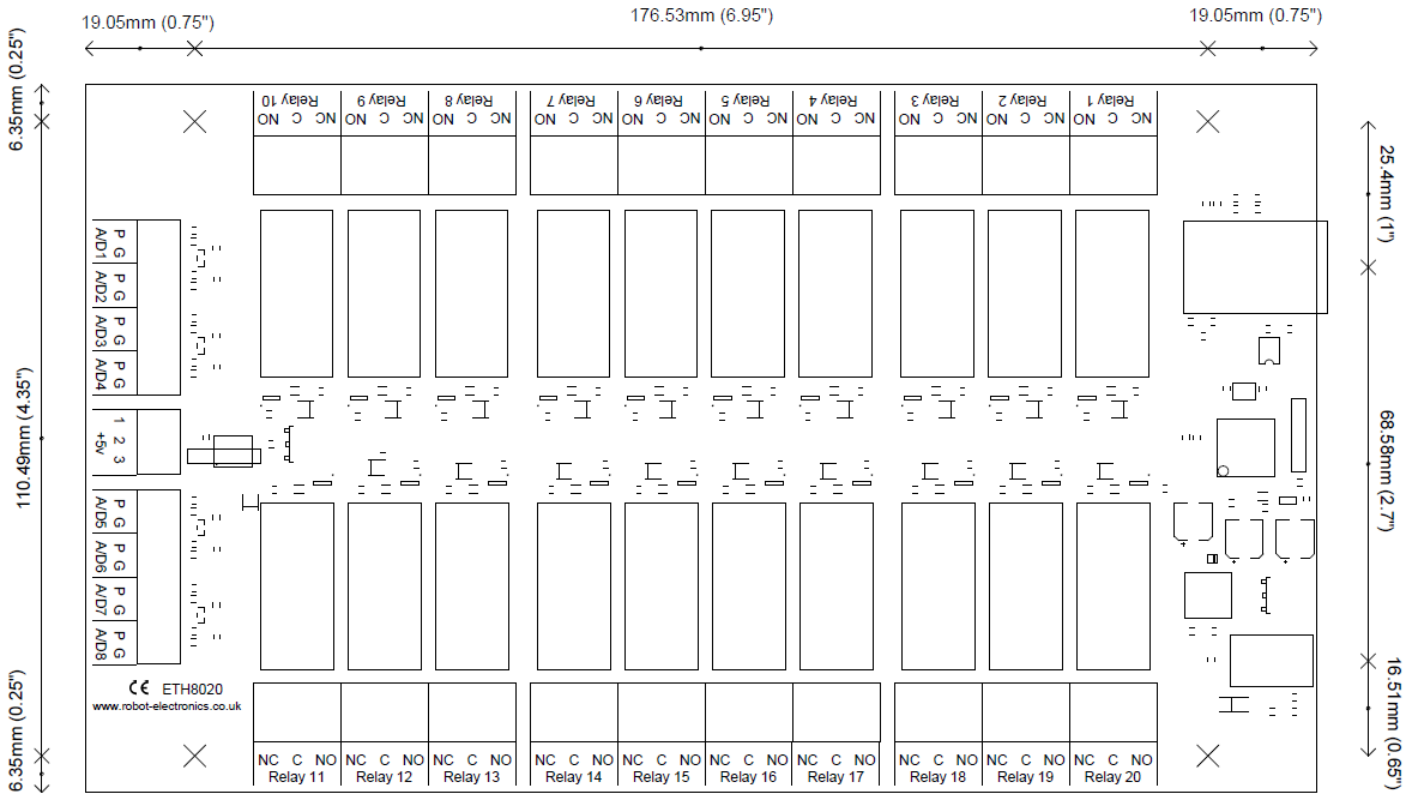 19.05mm (0.75")
176.53mm (6.95")
19.05mm (0.75")
6.35mm (0.25")
110.49mm (4.35")
6.35mm (0.25")
25.4mm (1")
68.58mm (2.7")
16.51mm (0.65")
Relay 10
NO C NC
Relay 9
NO C NC
Relay 8
NO C NC
Relay 7
NO C NC
Relay 6
NO C NC
Relay 5
NO C NC
Relay 4
NO C NC
Relay 3
NO C NC
Relay 2
NO C NC
Relay 1
NO C NC
P G
A/D1
P G
A/D2
P G
A/D3
P G
A/D4
1 2 3
+5v
P G
A/D5
P G
A/D6
P G
A/D7
P G
A/D8
CE ETH8020
www.robot-electronics.co.uk
NC C NO
Relay 11
NC C NO
Relay 12
NC C NO
Relay 13
NC C NO
Relay 14
NC C NO
Relay 15
NC C NO
Relay 16
NC C NO
Relay 17
NC C NO
Relay 18
NC C NO
Relay 19
NC C NO
Relay 20